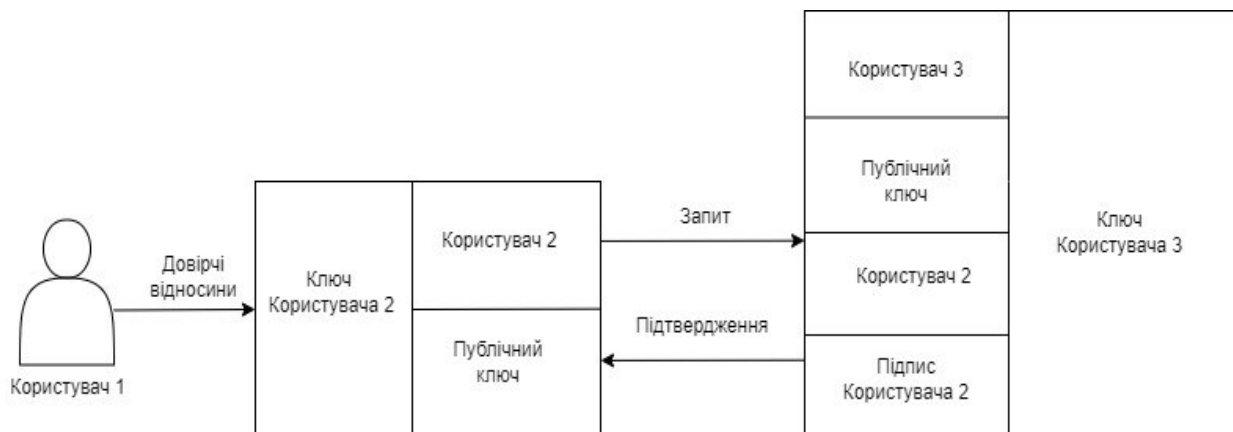 Користувач 1
Довірчі
відносини
Ключ
Користувача 2
Користувач 2
Публічний
ключ
Запит
Підтвердження
Користувач 3
Публічний
ключ
Користувач 2
Підпис
Користувача 2
Ключ
Користувача 3